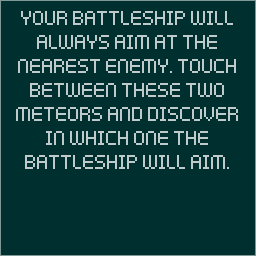 YOUR BATTLESHIP WILL
ALWAYS AIM AT THE
NEAREST ENEMY. TOUCH
BETWEEN THESE TWO
METEORS AND DISCOVER
IN WHICH ONE THE
BATTLESHIP WILL AIM.